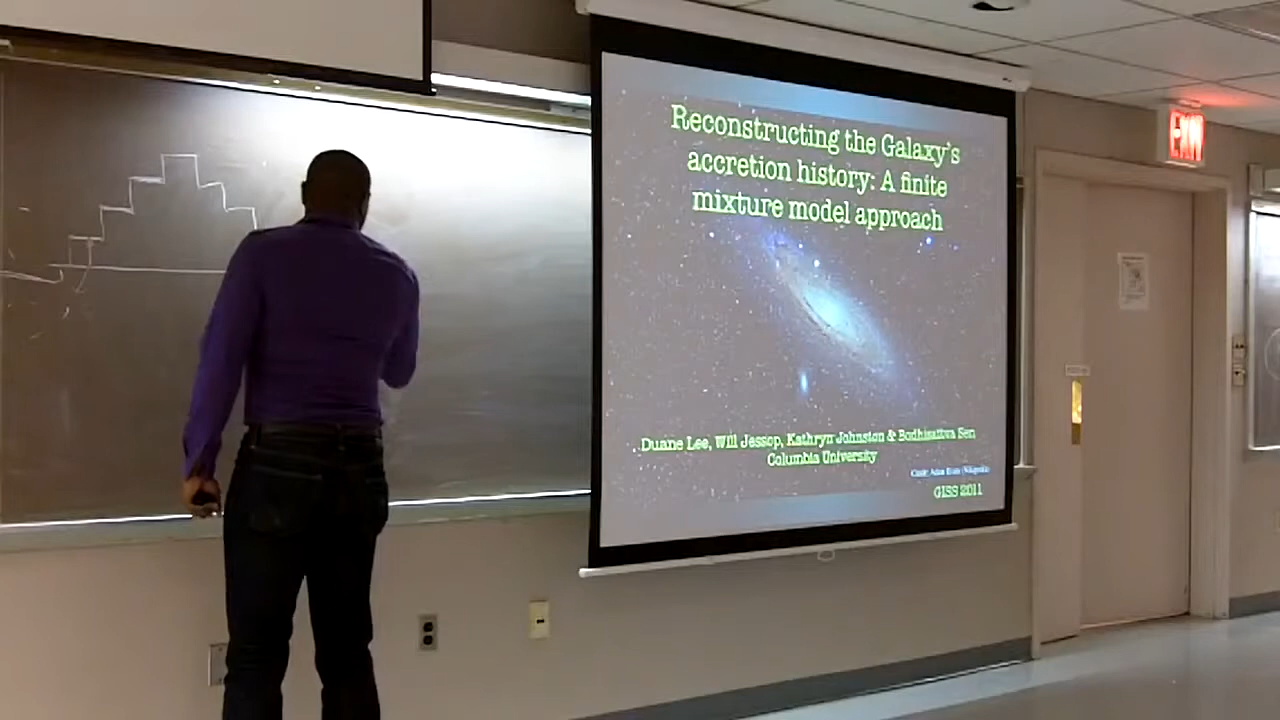 Reconstructing the Galaxy's
accretion history: A finite
mixture model approach
Duane Lee, Will Jessop, Kathryn Johnston & Bodhisattva Sen
Columbia University
GISS 2011
EXIT